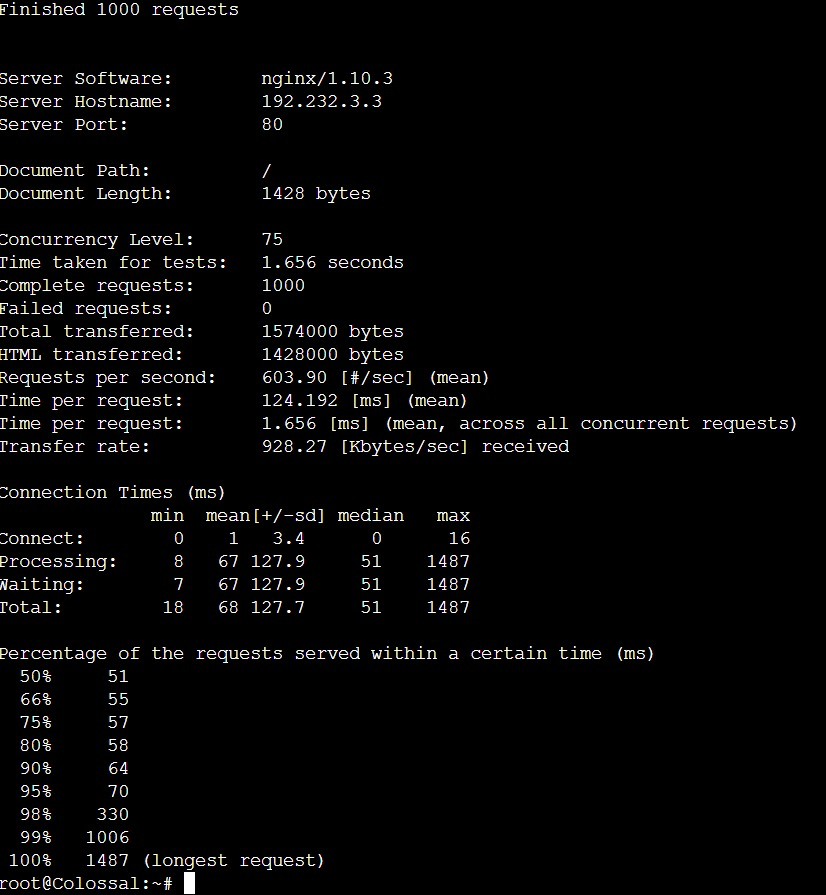 Finished 1000 requests
Server Software: nginx/1.10.3
Server Hostname: 192.232.3.3
Server Port: 80
Document Path: /
Document Length: 1428 bytes
Concurrency Level: 75
Time taken for tests: 1.656 seconds
Complete requests: 1000
Failed requests: 0
Total transferred: 1574000 bytes
HTML transferred: 1428000 bytes
Requests per second: 603.90 [#/sec] (mean)
Time per request: 124.192 [ms] (mean)
Time per request: 1.656 [ms] (mean, across all concurrent requests)
Transfer rate: 928.27 [Kbytes/sec] received
Connection Times (ms)
min mean[+/-sd] median max
Connect: 0 1 3.4 0 16
Processing: 8 67 127.9 51 1487
Waiting: 7 67 127.9 51 1487
Total: 18 68 127.7 51 1487
Percentage of the requests served within a certain time (ms)
50% 51
66% 55
75% 57
80% 58
90% 64
95% 70
98% 330
99% 1006
100% 1487 (longest request)
root@Colossal:~#